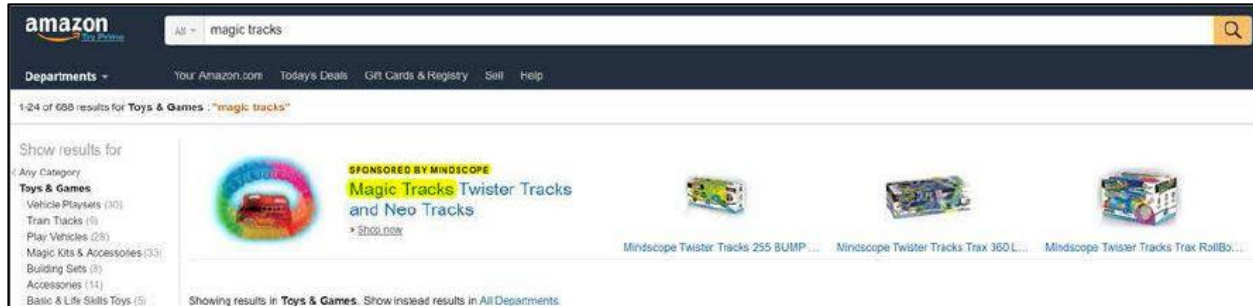 amazon
Try Prime
All
magic tracks
Departments
Your Amazon.com Today's Deals Gift Cards & Registry Sell Help
1-24 of 688 results for Toys & Games : "magic tracks"
Show results for
‹ Any Category
Toys & Games
Vehicle Playsets (30)
Train Tracks (9)
Play Vehicles (28)
Magic Kits & Accessories (33)
Building Sets (8)
Accessories (14)
Basic & Life Skills Toys (5)
SPONSORED BY MINDSCOPE
Magic Tracks Twister Tracks
and Neo Tracks
› Shop now
Mindscope Twister Tracks 255 BUMP ...
Mindscope Twister Tracks Trax 360 L...
Mindscope Twister Tracks Trax RollBo...
Showing results in Toys & Games. Show instead results in All Departments.